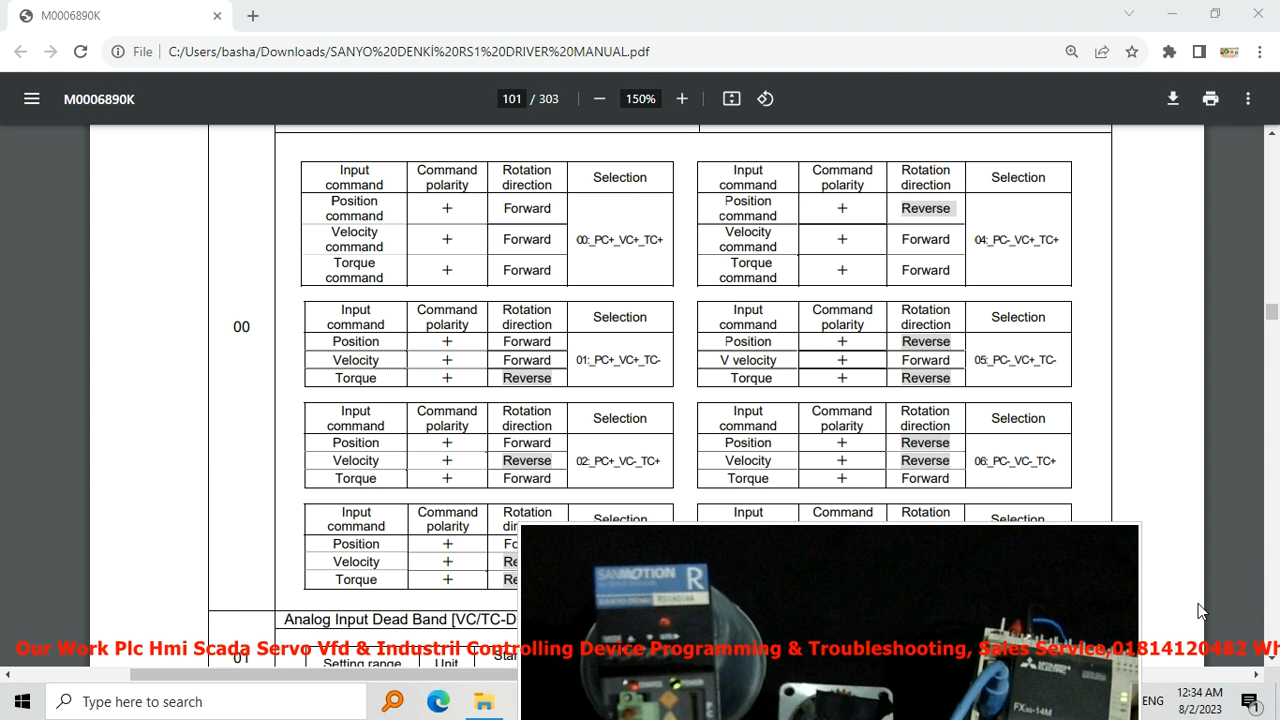 M0006890K
File C:/Users/basha/Downloads/SANYO%20DENKİ%20RS1%20DRIVER%20MANUAL.pdf
M0006890K
101 / 303
150%
Input command Command polarity Rotation direction Selection
Position command + Forward
Velocity command + Forward 00:_PC+_VC+_TC+
Torque command + Forward
Input command Command polarity Rotation direction Selection
Position command + Reverse
Velocity command + Forward 04:_PC-_VC+_TC+
Torque command + Forward
00
Input command Command polarity Rotation direction Selection
Position + Forward
Velocity + Forward 01:_PC+_VC+_TC-
Torque + Reverse
Input command Command polarity Rotation direction Selection
Position + Reverse
V velocity + Forward 05:_PC-_VC+_TC-
Torque + Reverse
Input command Command polarity Rotation direction Selection
Position + Forward
Velocity + Reverse 02:_PC+_VC-_TC+
Torque + Forward
Input command Command polarity Rotation direction Selection
Position + Reverse
Velocity + Reverse 06:_PC-_VC-_TC+
Torque + Forward
Input command Command polarity Selection
Position + Fo
Velocity + Re
Torque + Re
Input Command Rotation Selection
Analog Input Dead Band [VC/TC-D
01
Setting range Unit
SANMOTION R
MITSUBISHI
Our Work Plc Hmi Scada Servo Vfd & Industril Controlling Device Programming & Troubleshooting, Sales Service,01814120482 Wh
Type here to search
ENG
12:34 AM
8/2/2023
1